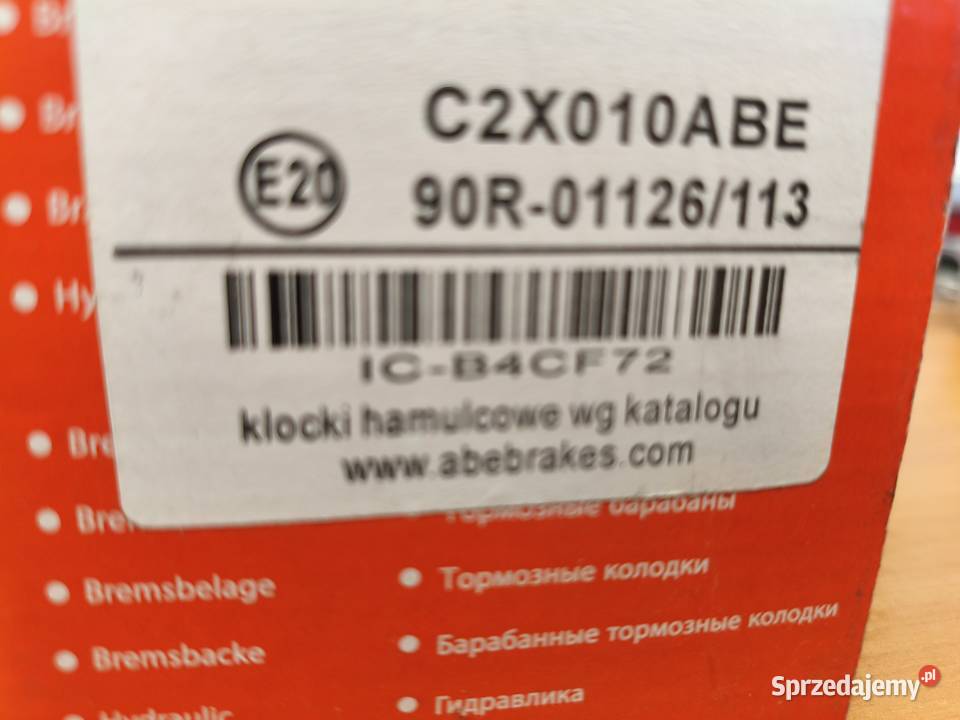 C2X010ABE
E20
90R-01126/113
IC-B4CF72
klocki hamulcowe wg katalogu
www.abebrakes.com
Тормозные барабаны
Bremsbelage
Тормозные колодки
Bremsbacke
Барабанные тормозные колодки
Hydraulic
Гидравлика
Sprzedajemy.pl